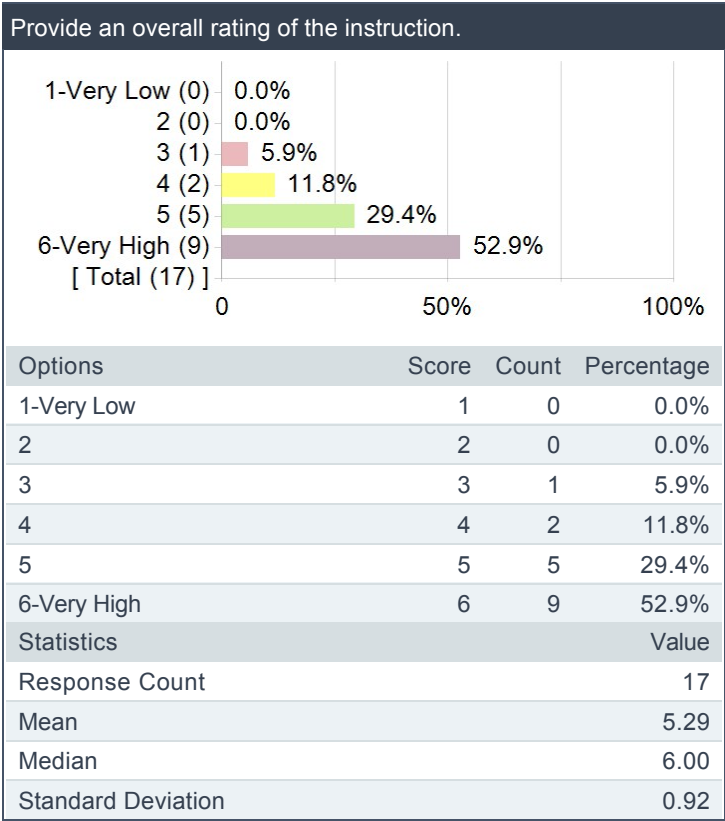 Provide an overall rating of the instruction.
1-Very Low (0) 0.0%
2 (0) 0.0%
3 (1) 5.9%
4 (2) 11.8%
5 (5) 29.4%
6-Very High (9) 52.9%
[ Total (17) ]
0 50% 100%
Options Score Count Percentage
1-Very Low 1 0 0.0%
2 2 0 0.0%
3 3 1 5.9%
4 4 2 11.8%
5 5 5 29.4%
6-Very High 6 9 52.9%
Statistics Value
Response Count 17
Mean 5.29
Median 6.00
Standard Deviation 0.92